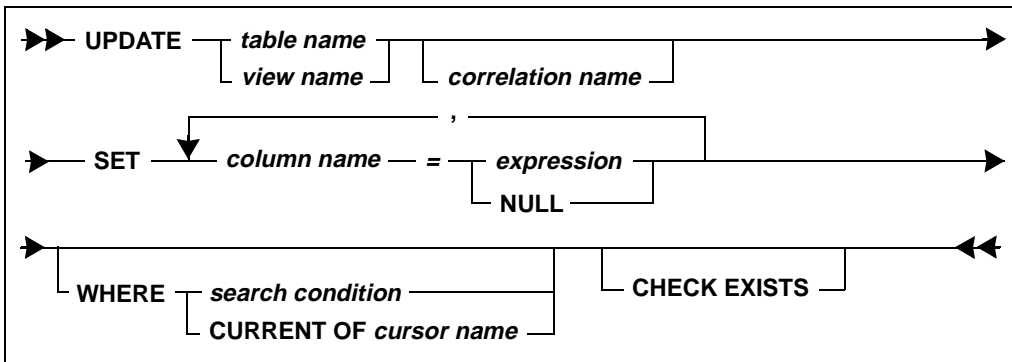 UPDATE table name
view name correlation name
,
SET column name = expression
NULL
WHERE search condition CHECK EXISTS
CURRENT OF cursor name